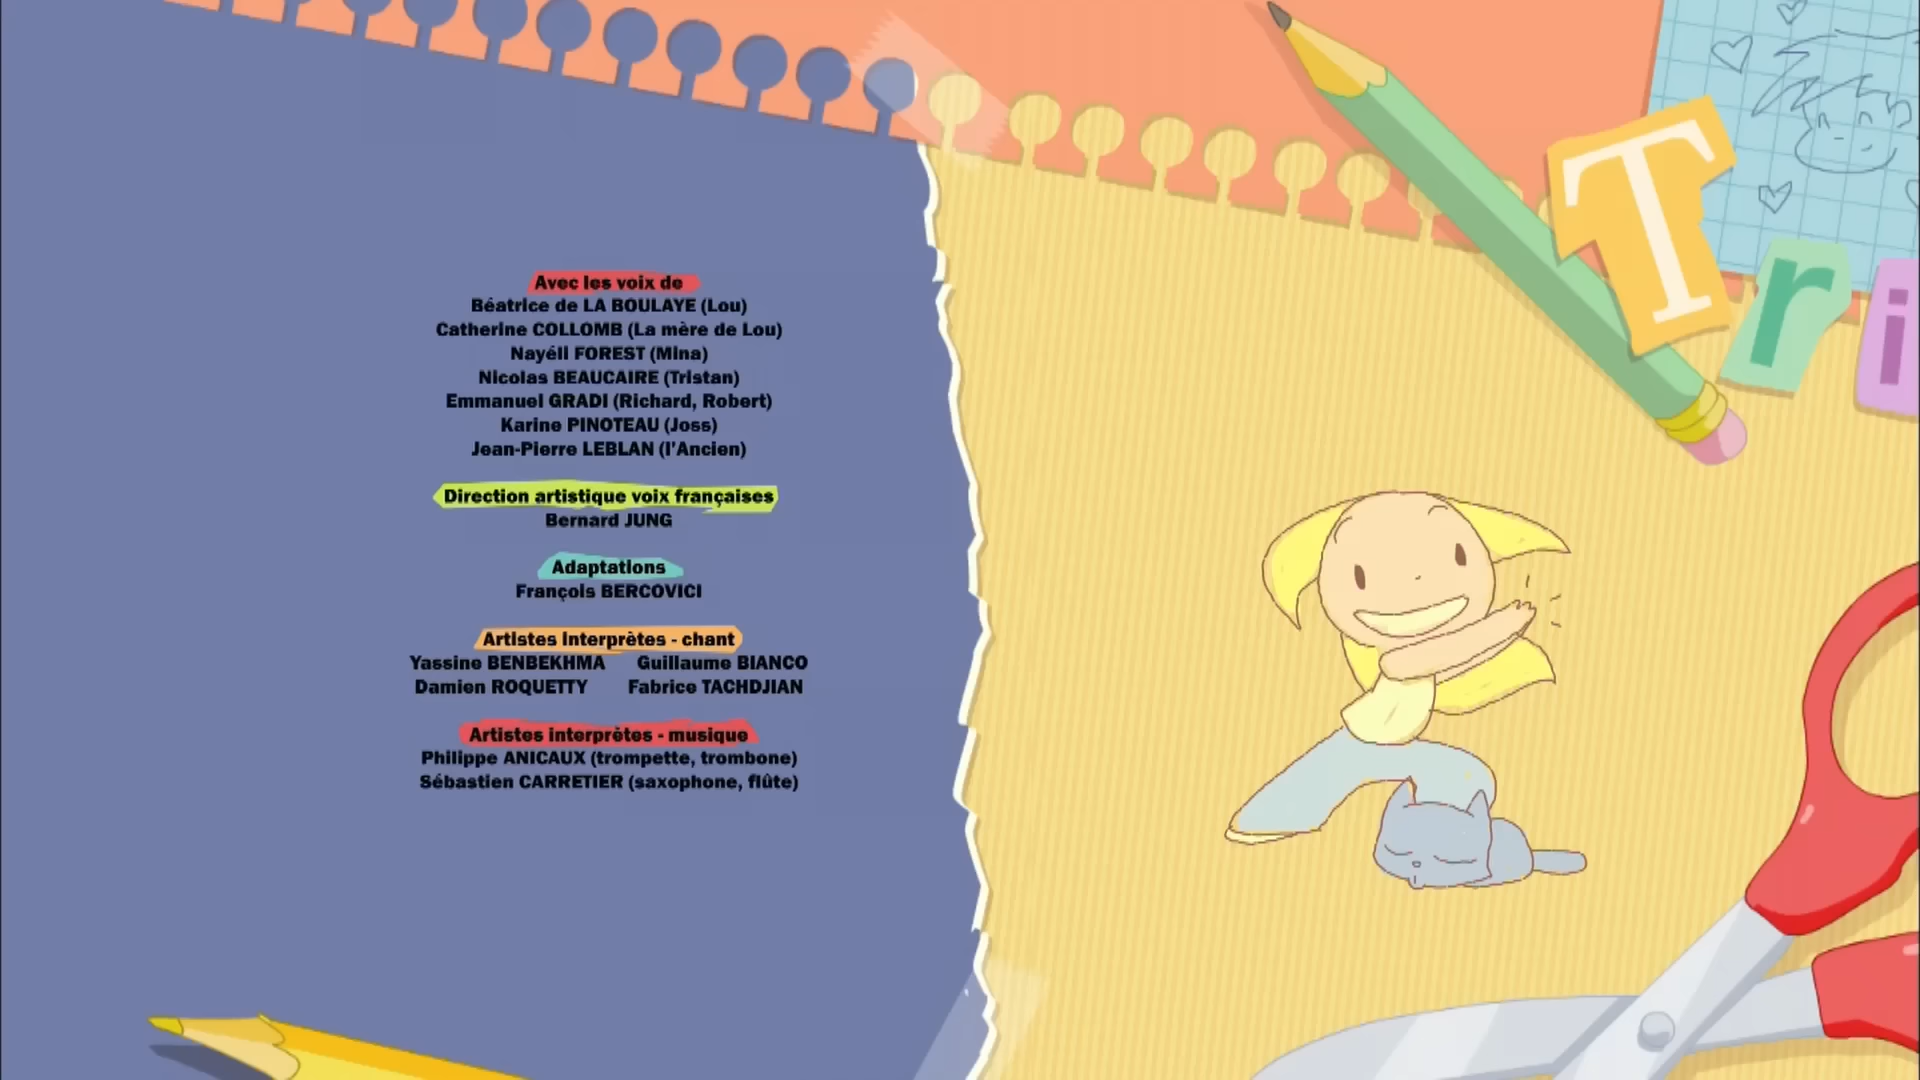 Avec les voix de
Béatrice de LA BOULAYE (Lou)
Catherine COLLOMB (La mère de Lou)
Nayéli FOREST (Mina)
Nicolas BEAUCAIRE (Tristan)
Emmanuel GRADI (Richard, Robert)
Karine PINOTEAU (Joss)
Jean-Pierre LEBLAN (l'Ancien)
Direction artistique voix françaises
Bernard JUNG
Adaptations
François BERCOVICI
Artistes interprètes - chant
Yassine BENBEKHMA Guillaume BIANCO
Damien ROQUETTY Fabrice TACHDJIAN
Artistes interprètes - musique
Philippe ANICAUX (trompette, trombone)
Sébastien CARRETIER (saxophone, flûte)
Tri